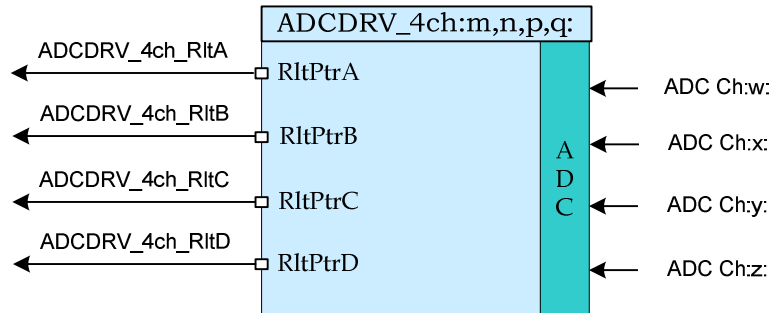 ADCDRV_4ch:m,n,p,q:
ADCDRV_4ch_RltA
RltPtrA
ADC Ch:w:
ADCDRV_4ch_RltB
RltPtrB
ADC Ch:x:
A
D
C
ADCDRV_4ch_RltC
RltPtrC
ADC Ch:y:
ADCDRV_4ch_RltD
RltPtrD
ADC Ch:z: